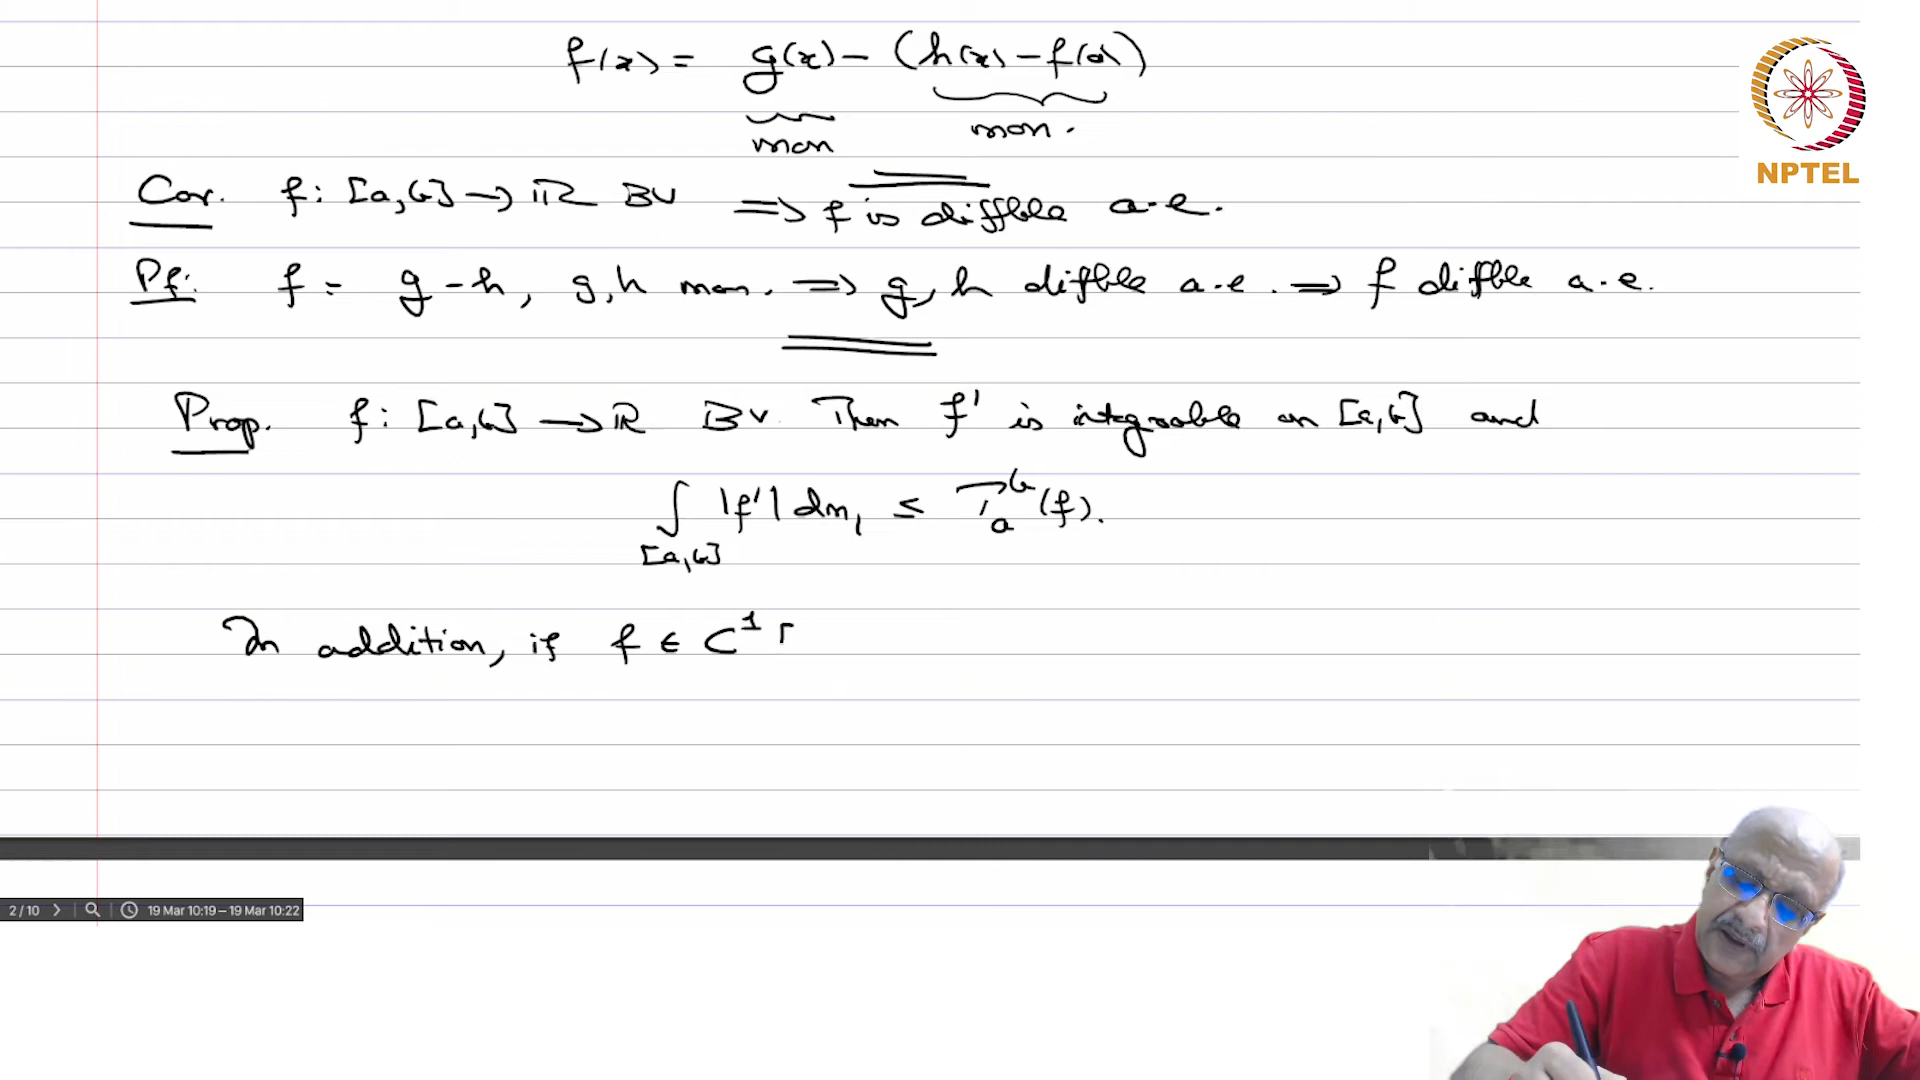 f(x) = g(x) - (h(x) - f(a))
mon mon.
NPTEL
Cor. f: [a,b] → ℝ BV ⟹ f is diffble a.e.
Pf: f = g - h, g, h mon. ⟹ g, h diffble a.e. ⟹ f diffble a.e.
Prop. f: [a,b] → ℝ BV. Then f' is integrable on [a,b] and
∫_{[a,b]} |f'| dm₁ ≤ T_a^b (f).
In addition, if f ∈ C¹ [
2 / 10 > 19 Mar 10:19 – 19 Mar 10:22